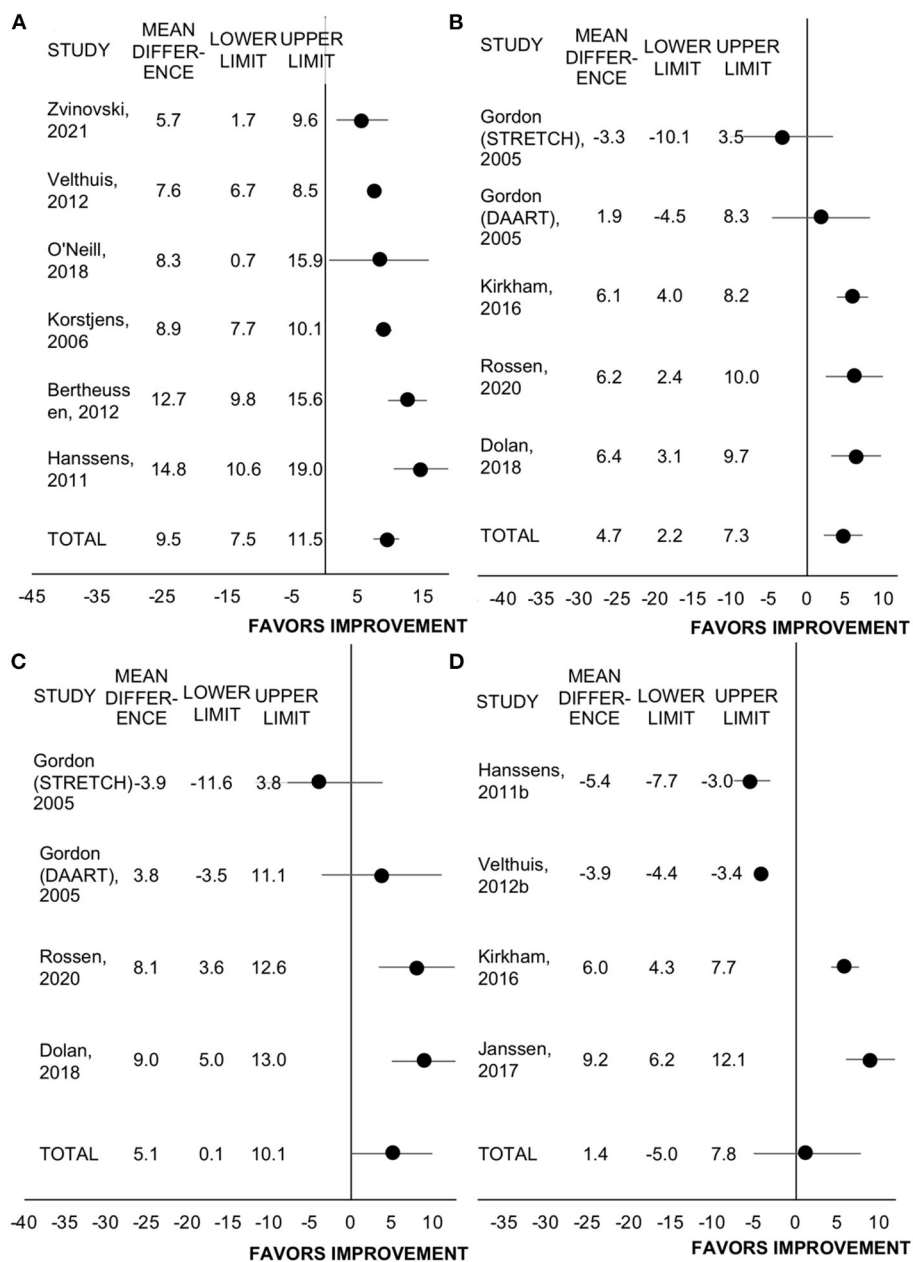 A
STUDY MEAN DIFFER-ENCE LOWER LIMIT UPPER LIMIT
Zvinovski, 2021 5.7 1.7 9.6
Velthuis, 2012 7.6 6.7 8.5
O'Neill, 2018 8.3 0.7 15.9
Korstjens, 2006 8.9 7.7 10.1
Bertheuss en, 2012 12.7 9.8 15.6
Hanssens, 2011 14.8 10.6 19.0
TOTAL 9.5 7.5 11.5
-45 -35 -25 -15 -5 5 15
FAVORS IMPROVEMENT
B
STUDY MEAN DIFFER-ENCE LOWER LIMIT UPPER LIMIT
Gordon (STRETCH), 2005 -3.3 -10.1 3.5
Gordon (DAART), 2005 1.9 -4.5 8.3
Kirkham, 2016 6.1 4.0 8.2
Rossen, 2020 6.2 2.4 10.0
Dolan, 2018 6.4 3.1 9.7
TOTAL 4.7 2.2 7.3
-40 -35 -30 -25 -20 -15 -10 -5 0 5 10
FAVORS IMPROVEMENT
C
STUDY MEAN DIFFER-ENCE LOWER LIMIT UPPER LIMIT
Gordon (STRETCH) 2005 -3.9 -11.6 3.8
Gordon (DAART), 2005 3.8 -3.5 11.1
Rossen, 2020 8.1 3.6 12.6
Dolan, 2018 9.0 5.0 13.0
TOTAL 5.1 0.1 10.1
-40 -35 -30 -25 -20 -15 -10 -5 0 5 10
FAVORS IMPROVEMENT
D
STUDY MEAN DIFFER-ENCE LOWER LIMIT UPPER LIMIT
Hanssens, 2011b -5.4 -7.7 -3.0
Velthuis, 2012b -3.9 -4.4 -3.4
Kirkham, 2016 6.0 4.3 7.7
Janssen, 2017 9.2 6.2 12.1
TOTAL 1.4 -5.0 7.8
-35 -30 -25 -20 -15 -10 -5 0 5 10
FAVORS IMPROVEMENT